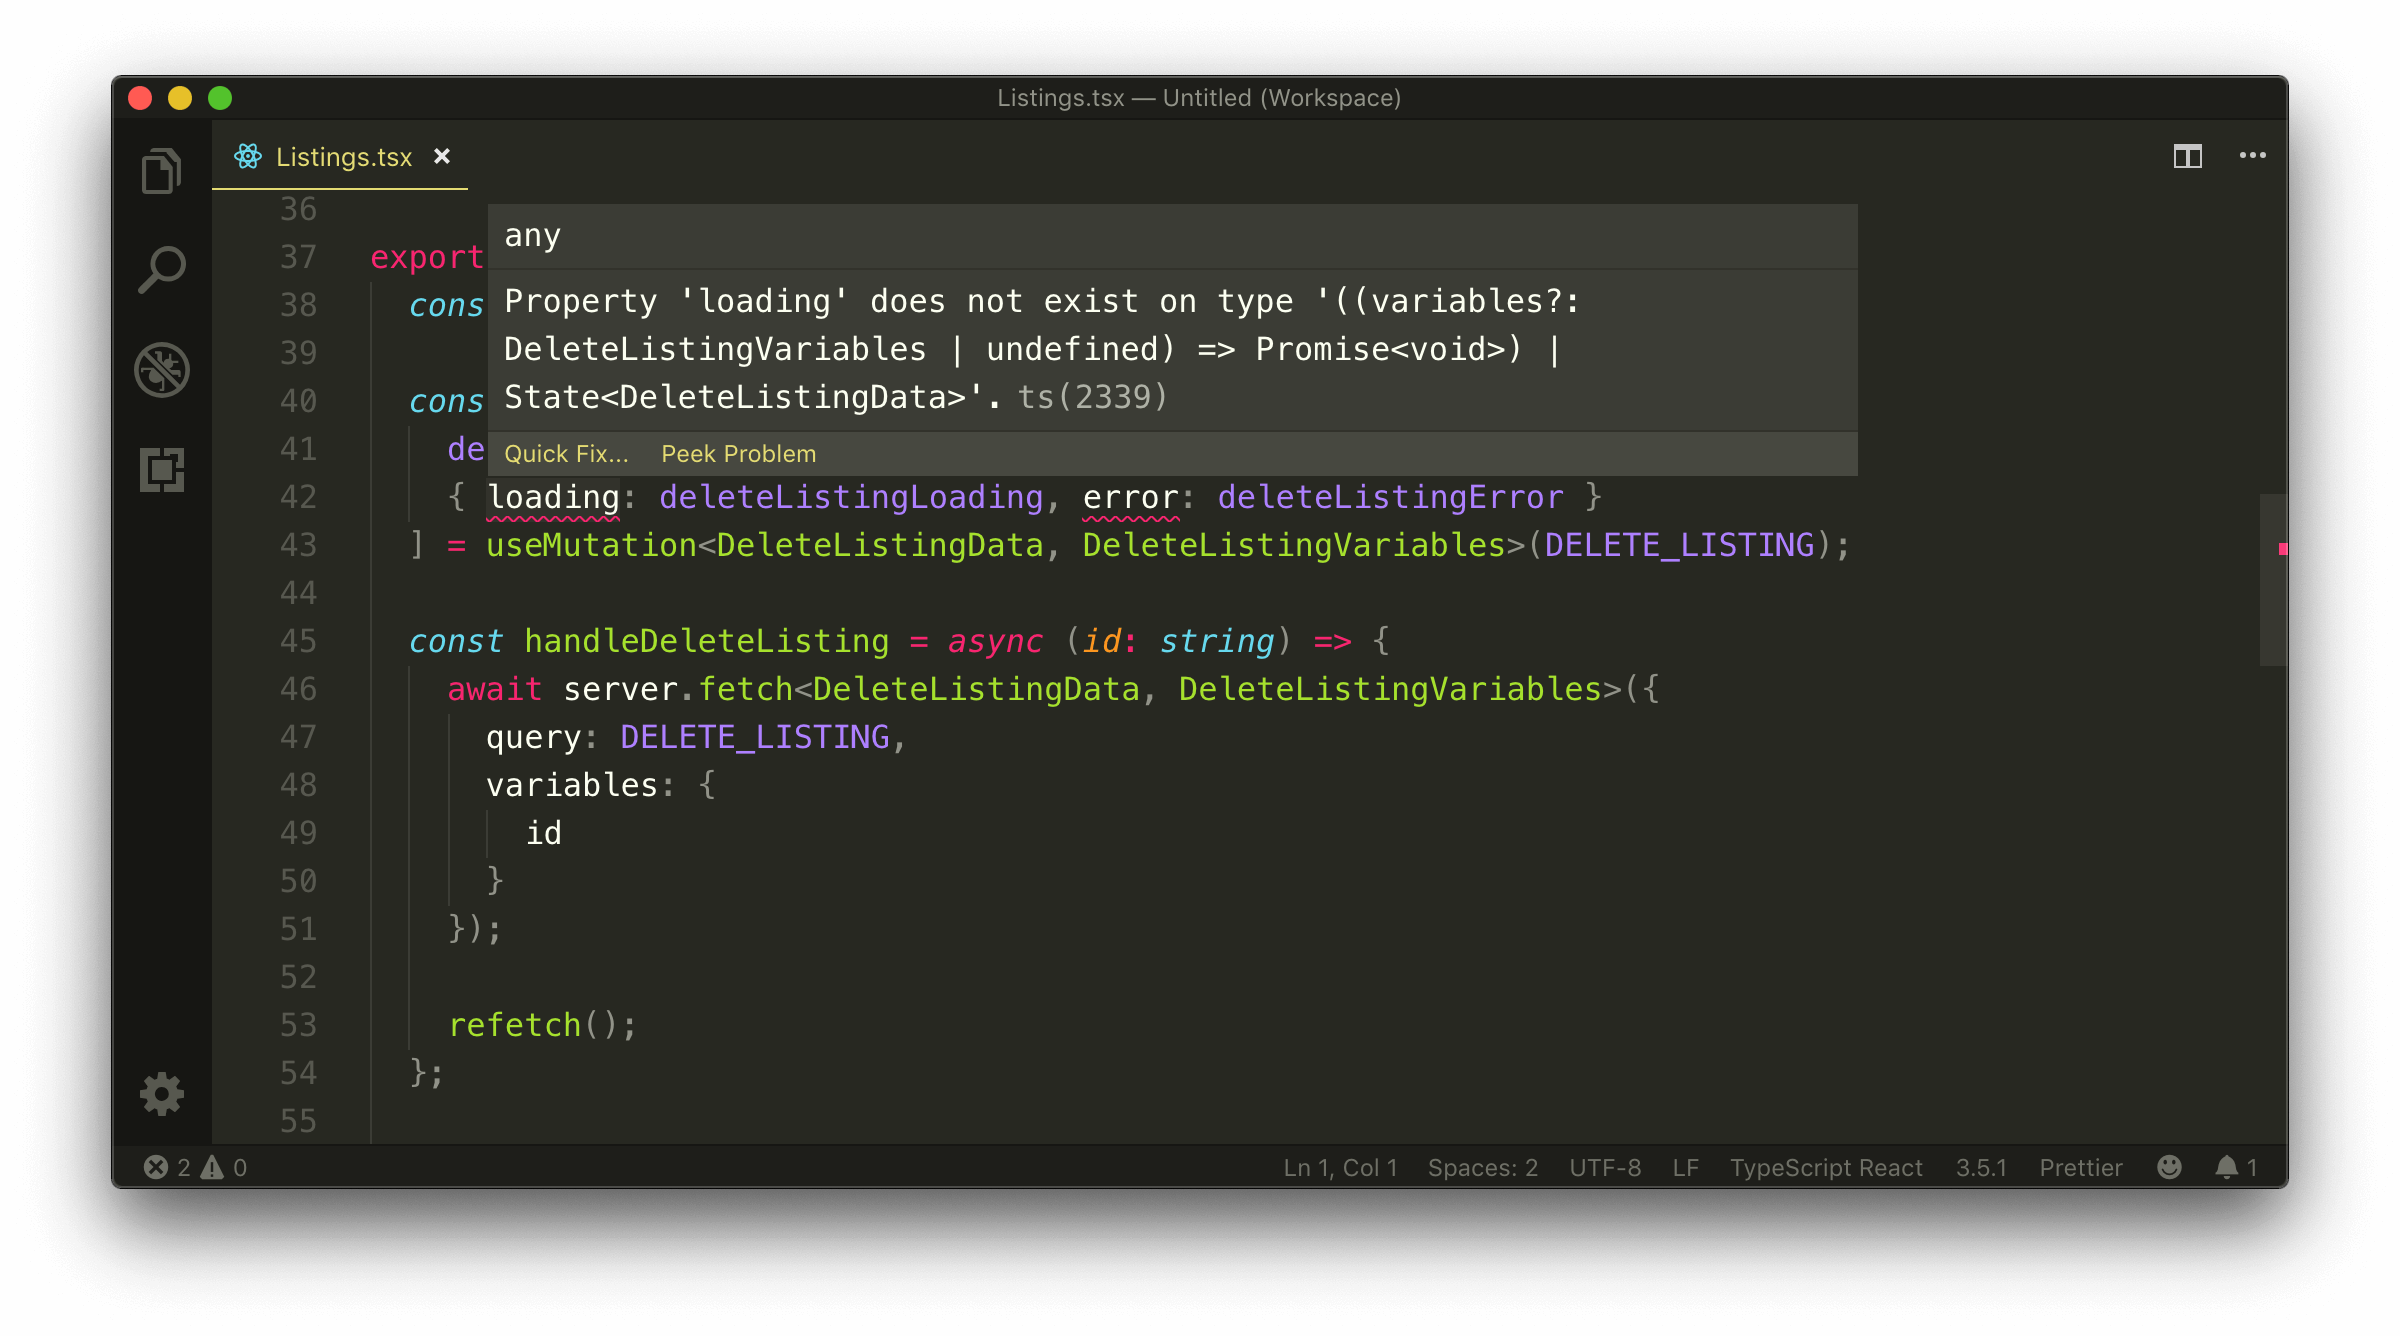 Listings.tsx — Untitled (Workspace)
Listings.tsx
36
any
37 export
38 cons
Property 'loading' does not exist on type '((variables?:
39
DeleteListingVariables | undefined) => Promise<void>) |
40 cons
State<DeleteListingData>'. ts(2339)
41 de
Quick Fix... Peek Problem
42 { loading: deleteListingLoading, error: deleteListingError }
43 ] = useMutation<DeleteListingData, DeleteListingVariables>(DELETE_LISTING);
44
45 const handleDeleteListing = async (id: string) => {
46 await server.fetch<DeleteListingData, DeleteListingVariables>({
47 query: DELETE_LISTING,
48 variables: {
49 id
50 }
51 });
52
53 refetch();
54 };
55
2 0 Ln 1, Col 1 Spaces: 2 UTF-8 LF TypeScript React 3.5.1 Prettier 1